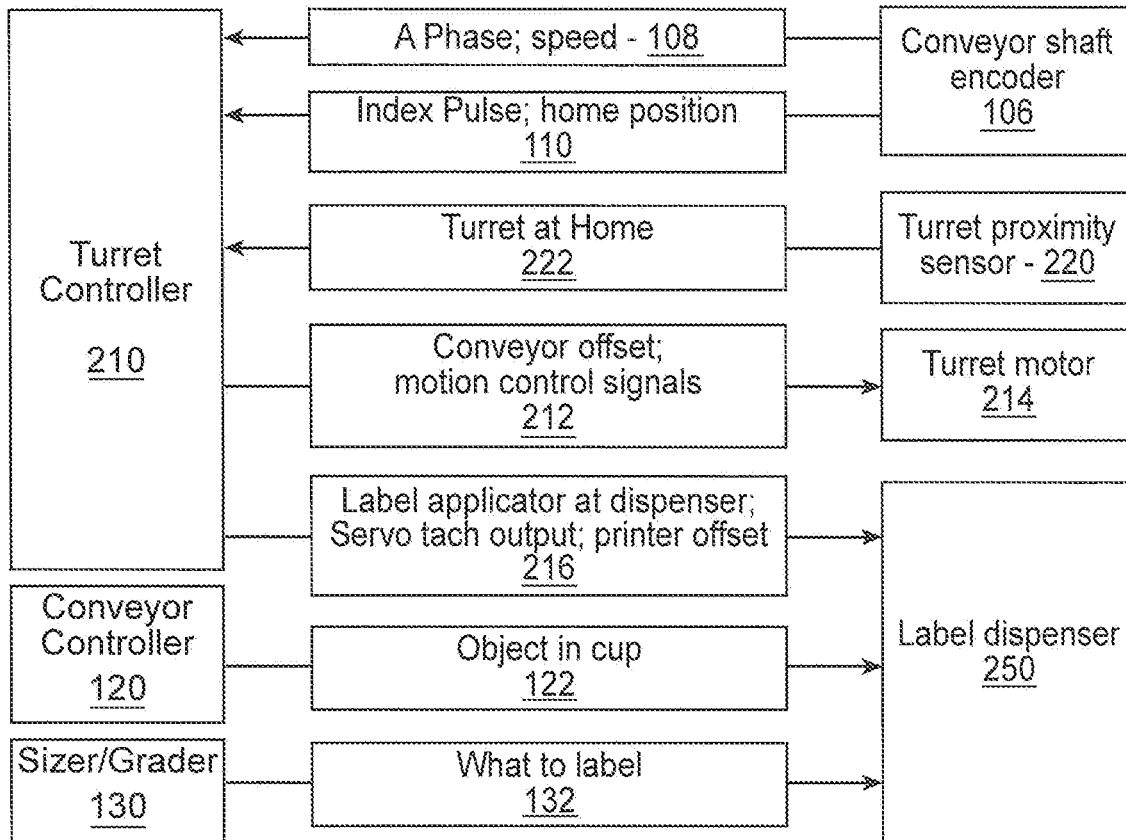 A Phase; speed - 108
Conveyor shaft
encoder
106
Index Pulse; home position
110
Turret
Controller
210
Turret at Home
222
Turret proximity
sensor - 220
Conveyor offset;
motion control signals
212
Turret motor
214
Label applicator at dispenser;
Servo tach output; printer offset
216
Conveyor
Controller
120
Object in cup
122
Label dispenser
250
Sizer/Grader
130
What to label
132